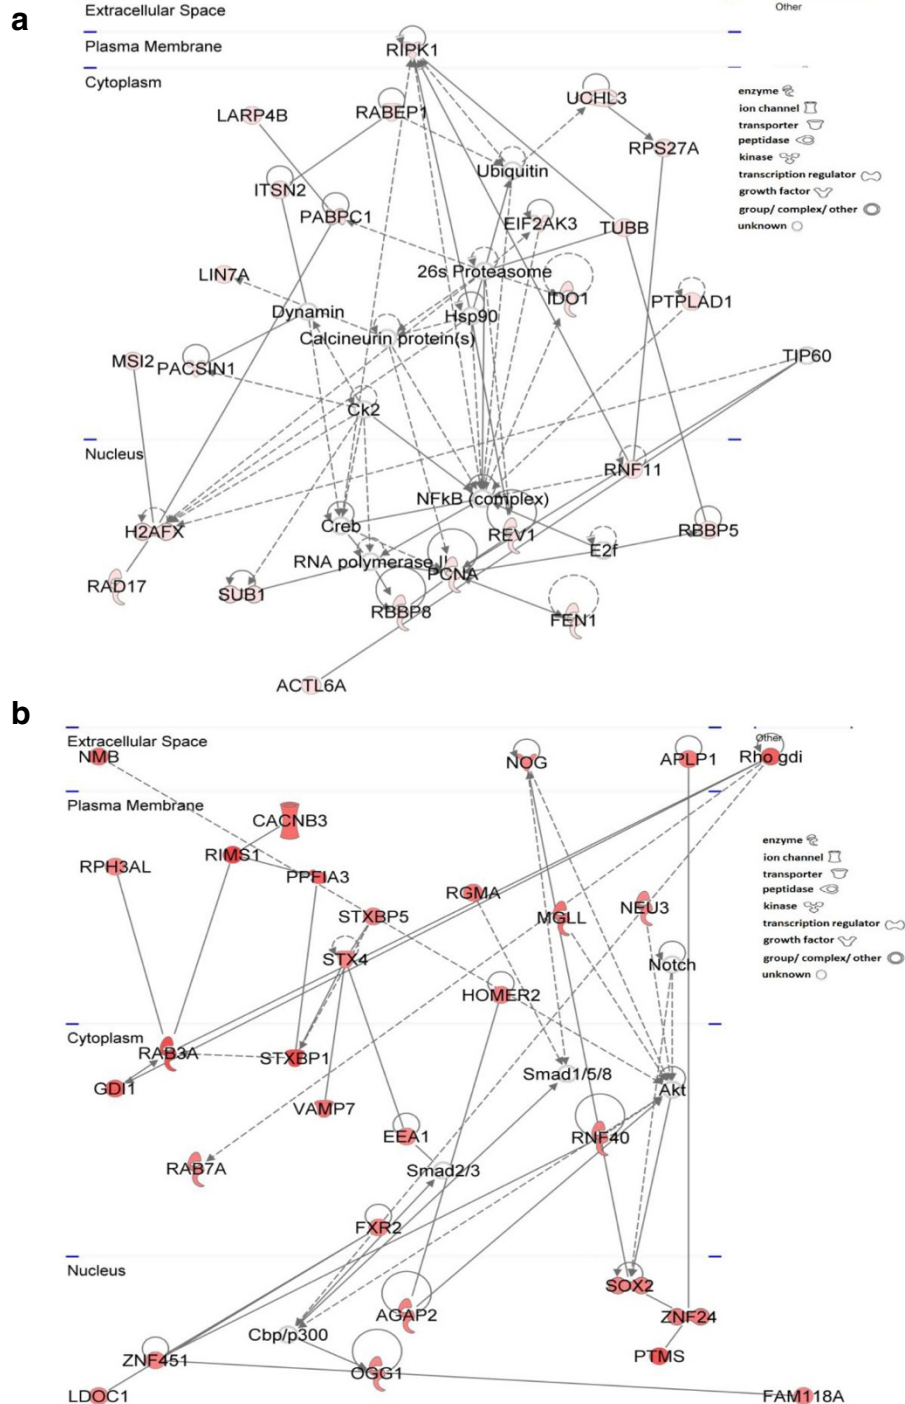 a
Extracellular Space
Other
Plasma Membrane
RIPK1
Cytoplasm
enzyme
ion channel
transporter
peptidase
kinase
transcription regulator
growth factor
group/ complex/ other
unknown
LARP4B
RABEP1
UCHL3
RPS27A
Ubiquitin
ITSN2
PABPC1
EIF2AK3
TUBB
LIN7A
26s Proteasome
IDO1
PTPLAD1
Dynamin
Hsp90
Calcineurin protein(s)
MSI2
PACSIN1
TIP60
Ck2
Nucleus
RNF11
NFkB (complex)
H2AFX
Creb
REV1
RBBP5
E2f
RNA polymerase II
PCNA
RAD17
SUB1
RBBP8
FEN1
ACTL6A
b
Extracellular Space
Other
NMB
NOG
APLP1
Rho gdi
Plasma Membrane
CACNB3
RIMS1
RPH3AL
PPFIA3
enzyme
ion channel
transporter
peptidase
kinase
transcription regulator
growth factor
group/ complex/ other
unknown
RGMA
STXBP5
MGLL
NEU3
STX4
Notch
HOMER2
Cytoplasm
RAB3A
STXBP1
GDI1
Smad1/5/8
Akt
VAMP7
EEA1
RNF40
RAB7A
Smad2/3
FXR2
Nucleus
SOX2
AGAP2
ZNF24
Cbp/p300
ZNF451
PTMS
OGG1
LDOC1
FAM118A